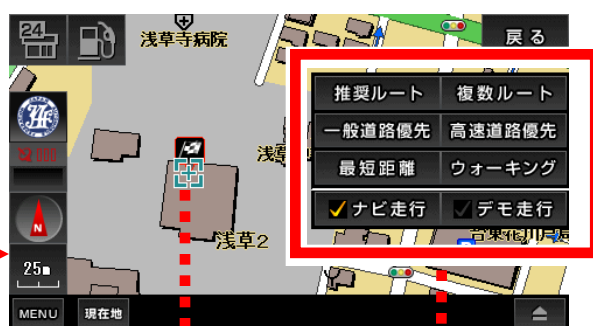 24
浅草寺病院
戻る
推奨ルート 複数ルート
一般道路優先 高速道路優先
最短距離 ウォーキング
ナビ走行 デモ走行
浅草2
N
25m
MENU 現在地